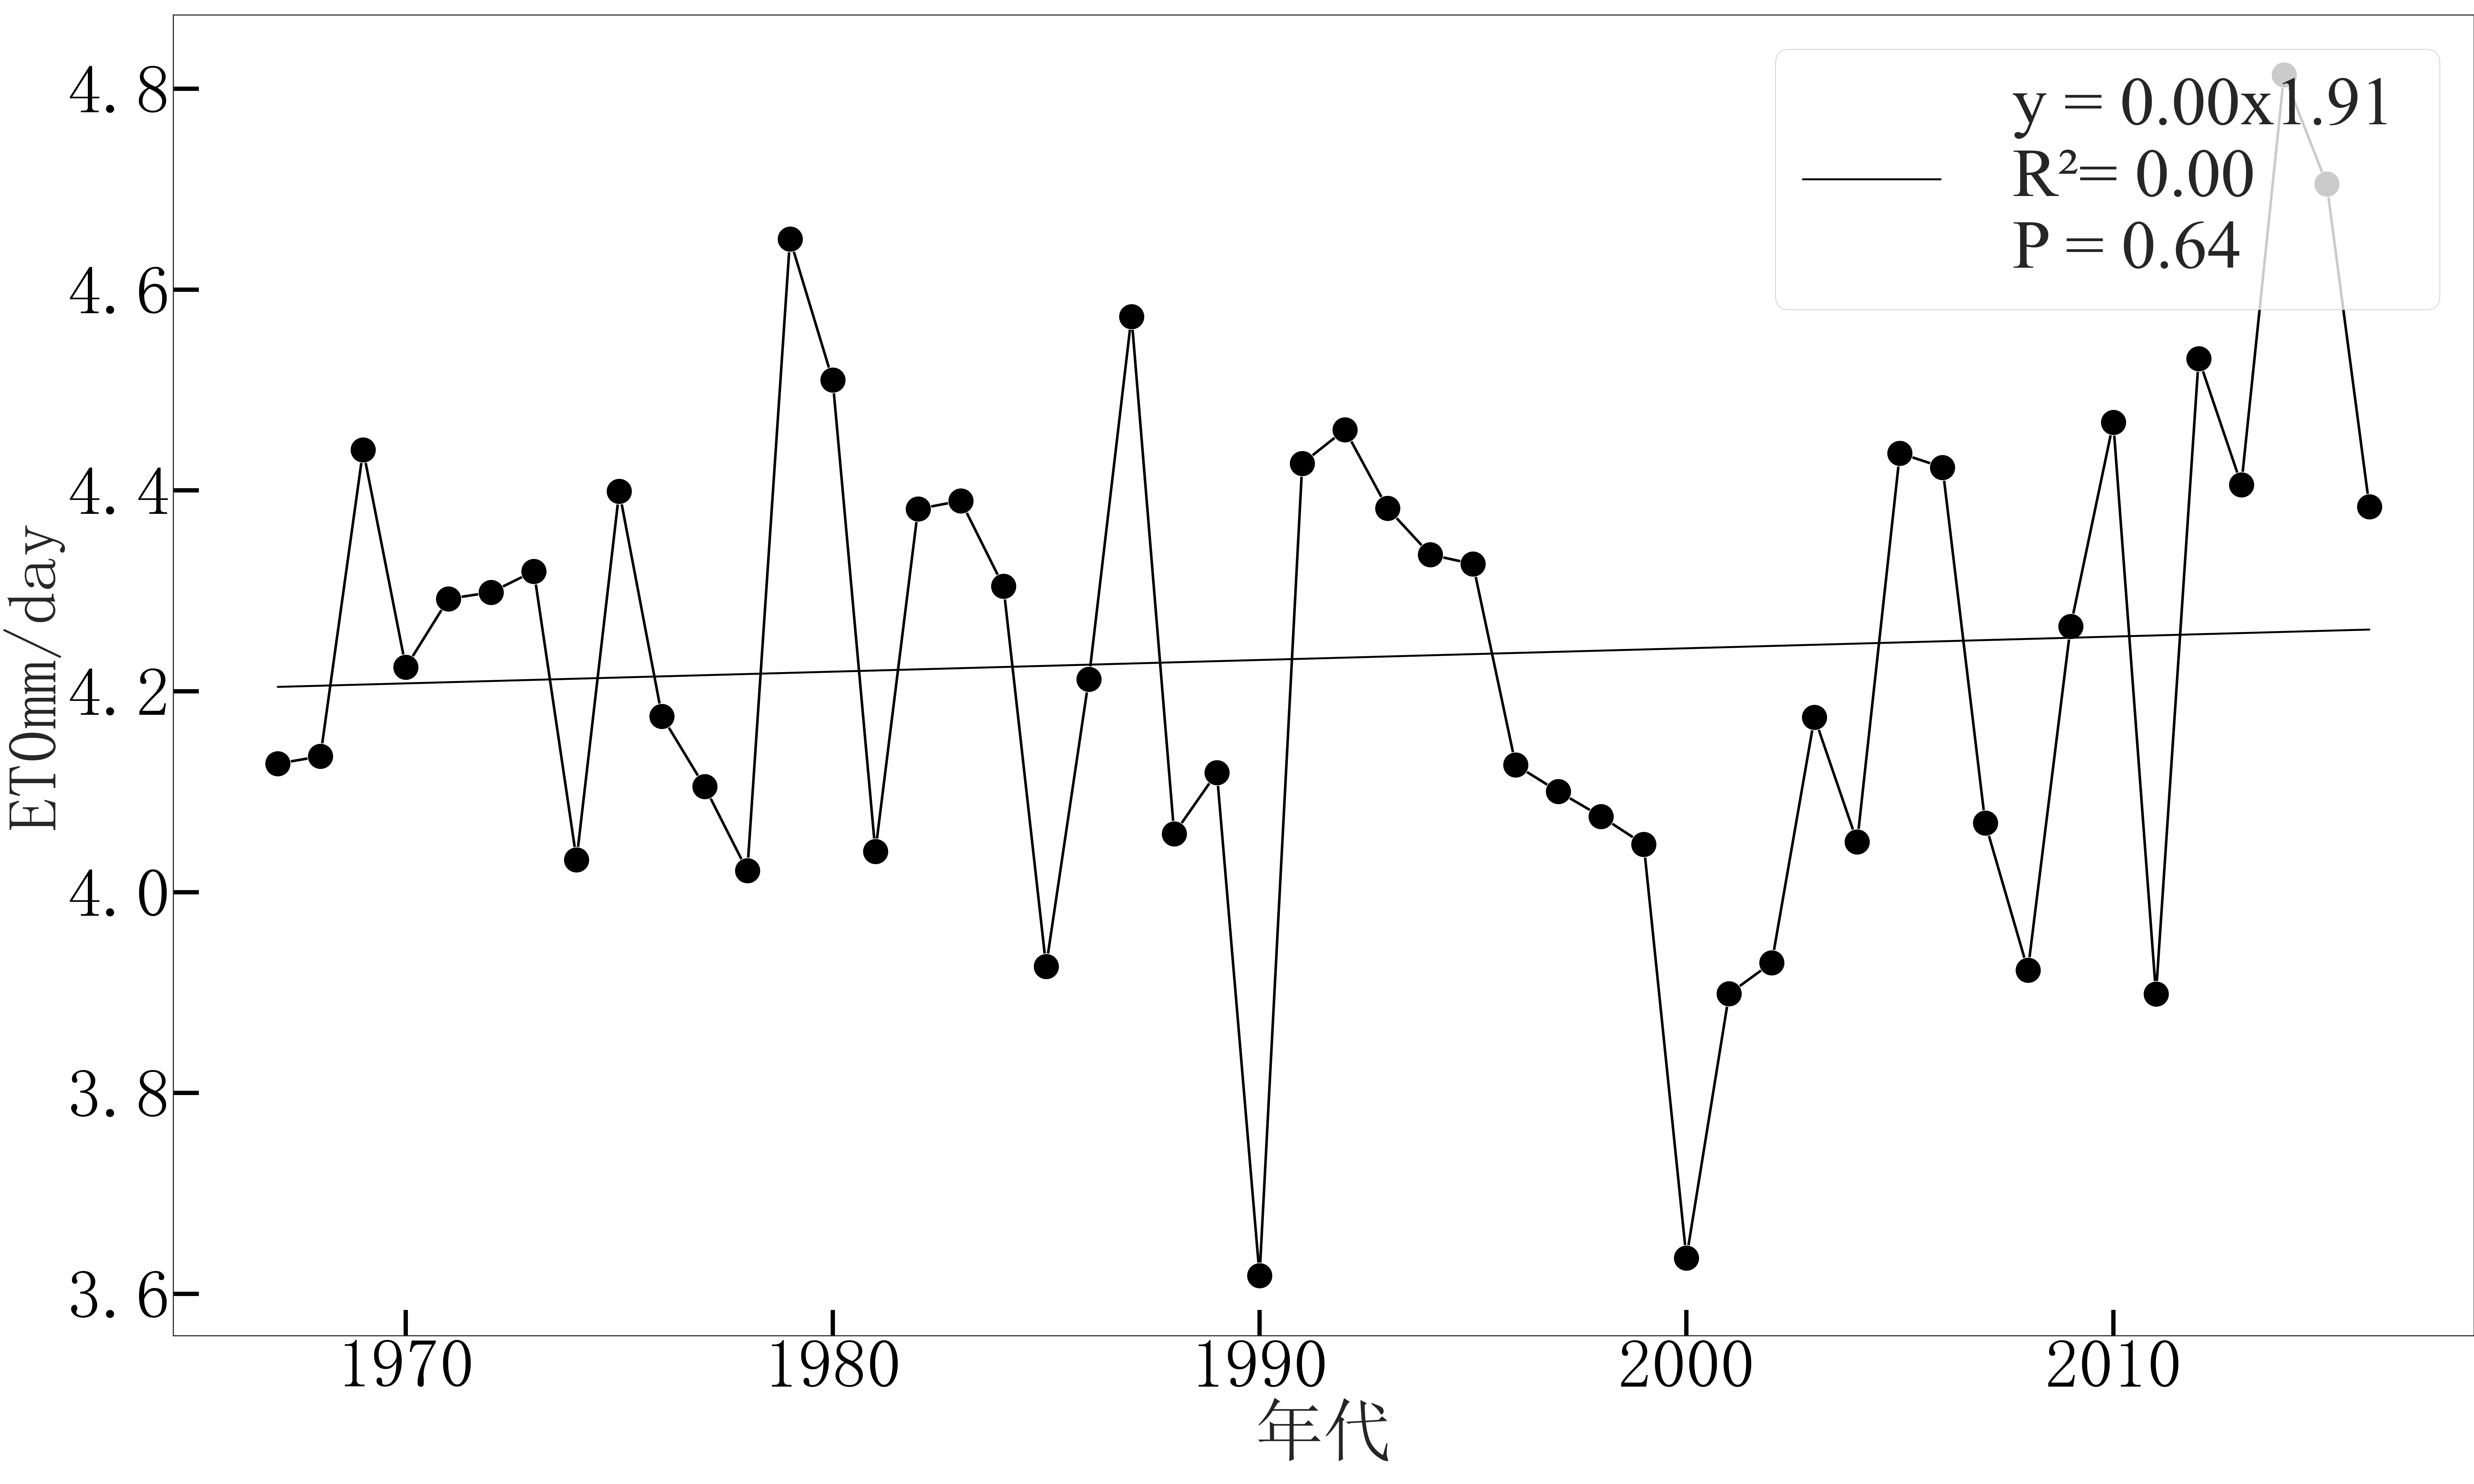 y = 0.00x1.91
R²= 0.00
P = 0.64
ET0mm/day
4.8
4.6
4.4
4.2
4.0
3.8
3.6
1970 1980 1990 2000 2010
年代